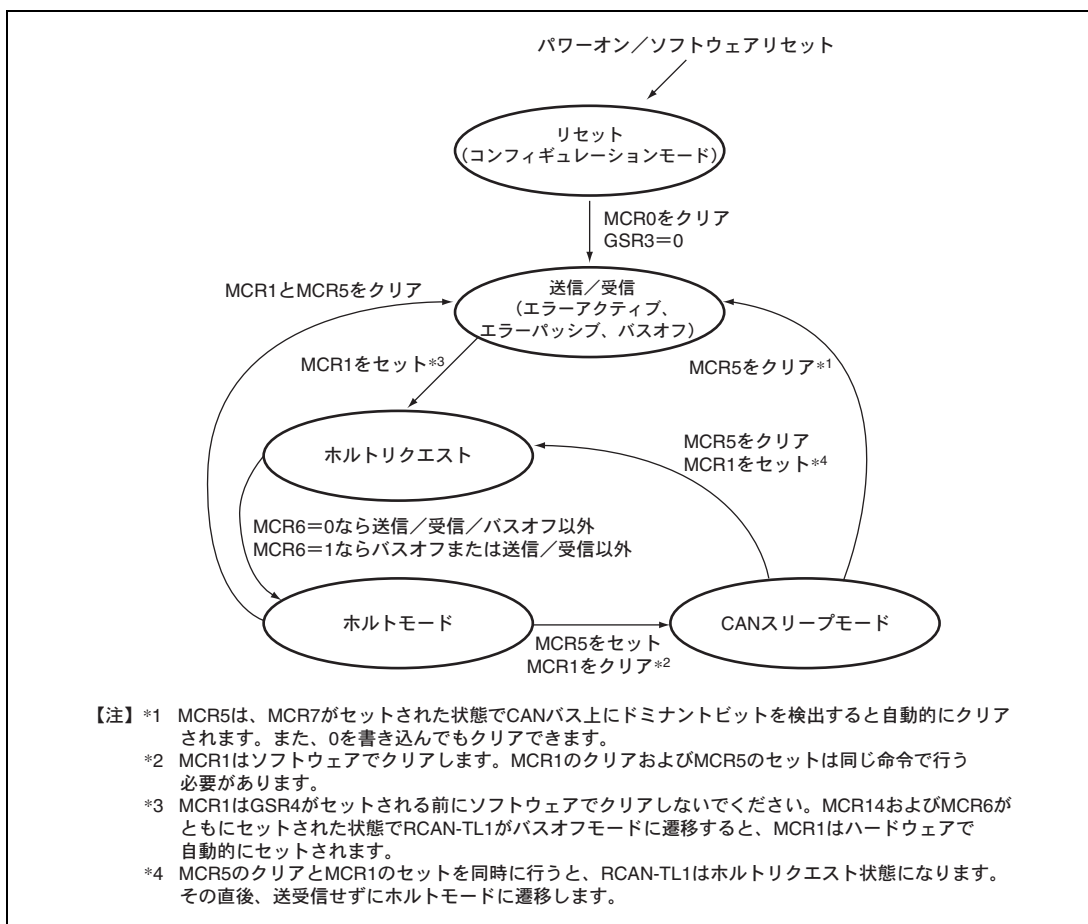 パワーオン／ソフトウェアリセット
リセット
（コンフィギュレーションモード）
MCR0をクリア
GSR3＝0
MCR1とMCR5をクリア
送信／受信
（エラーアクティブ、
エラーパッシブ、バスオフ）
MCR1をセット*3
MCR5をクリア*1
MCR5をクリア
MCR1をセット*4
ホルトリクエスト
MCR6＝0なら送信／受信／バスオフ以外
MCR6＝1ならバスオフまたは送信／受信以外
ホルトモード
CANスリープモード
MCR5をセット
MCR1をクリア*2
【注】*1 MCR5は、MCR7がセットされた状態でCANバス上にドミナントビットを検出すると自動的にクリア
されます。また、0を書き込んでもクリアできます。
*2 MCR1はソフトウェアでクリアします。MCR1のクリアおよびMCR5のセットは同じ命令で行う
必要があります。
*3 MCR1はGSR4がセットされる前にソフトウェアでクリアしないでください。MCR14およびMCR6が
ともにセットされた状態でRCAN-TL1がバスオフモードに遷移すると、MCR1はハードウェアで
自動的にセットされます。
*4 MCR5のクリアとMCR1のセットを同時に行うと、RCAN-TL1はホルトリクエスト状態になります。
その直後、送受信せずにホルトモードに遷移します。